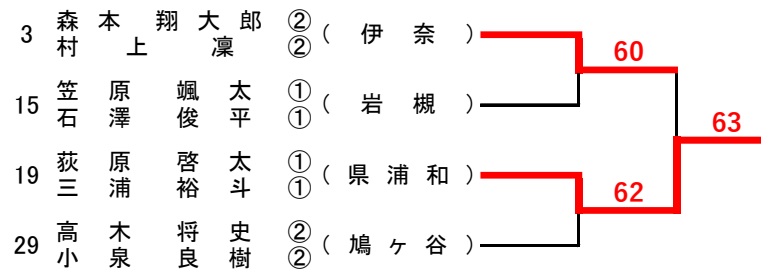 森本 翔大郎 ②
3 (伊奈) 60
村上 凜 ②
笠原 颯太 ①
15 (岩槻)
石澤 俊平 ①
63
荻原 啓太 ①
19 (県浦和) 62
三浦 裕斗 ①
高木 将史 ②
29 (鳩ヶ谷)
小泉 良樹 ②